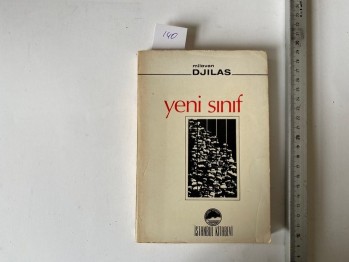 140
milovan
DJILAS
yeni sınıf
İSTANBUL KİTABEVİ